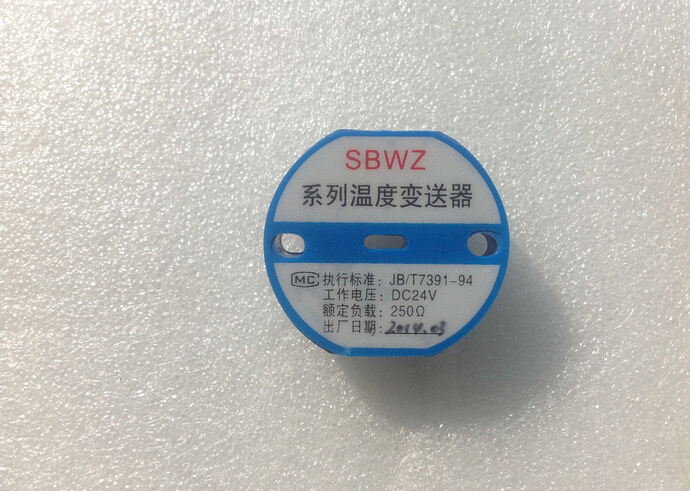 SBWZ
系列温度变送器
MC 执行标准: JB/T7391-94
工作电压: DC24V
额定负载: 250Ω
出厂日期: 2014.03